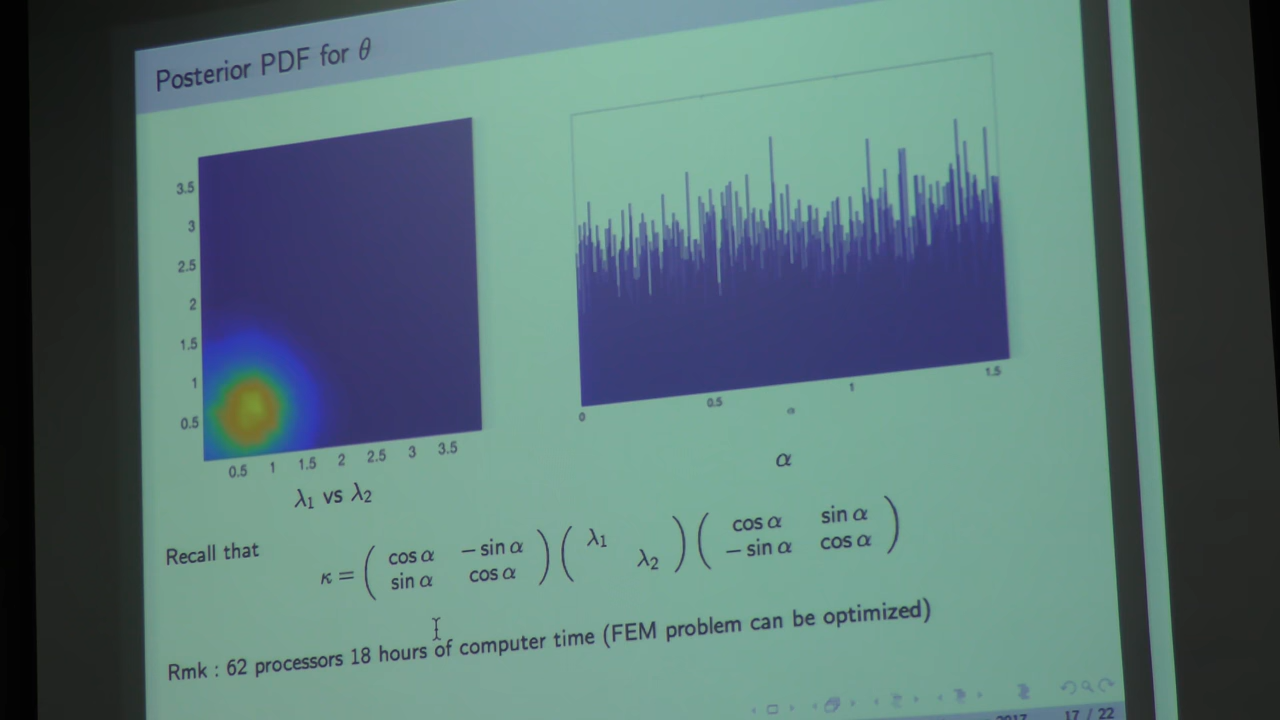 Posterior PDF for θ
3.5
3
2.5
2
1.5
1
0.5
0.5 1 1.5 2 2.5 3 3.5
λ₁ vs λ₂
0 0.5 1 1.5
α
α
Recall that
κ = ( cos α − sin α ) ( λ₁ ) ( cos α sin α )
sin α cos α λ₂ − sin α cos α
Rmk : 62 processors 18 hours of computer time (FEM problem can be optimized)
2017 17 / 22